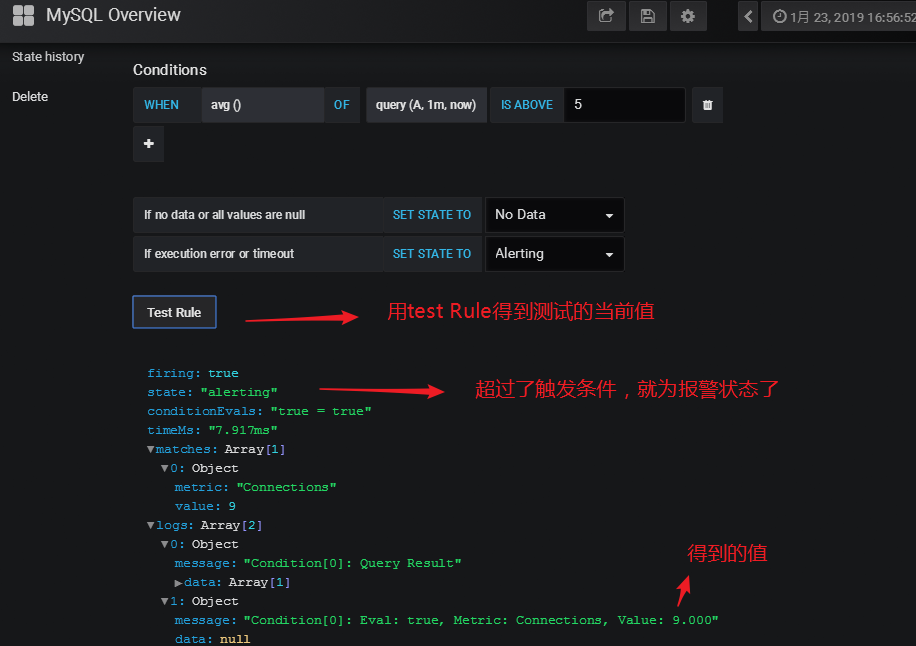 MySQL Overview
1月 23, 2019 16:56:52
State history
Delete
Conditions
WHEN avg () OF query (A, 1m, now) IS ABOVE 5
If no data or all values are null SET STATE TO No Data
If execution error or timeout SET STATE TO Alerting
Test Rule
用test Rule得到测试的当前值
firing: true
state: "alerting"
超过了触发条件，就为报警状态了
conditionEvals: "true = true"
timeMs: "7.917ms"
▼matches: Array[1]
▼0: Object
metric: "Connections"
value: 9
▼logs: Array[2]
▼0: Object
message: "Condition[0]: Query Result"
得到的值
▶data: Array[1]
▼1: Object
message: "Condition[0]: Eval: true, Metric: Connections, Value: 9.000"
data: null